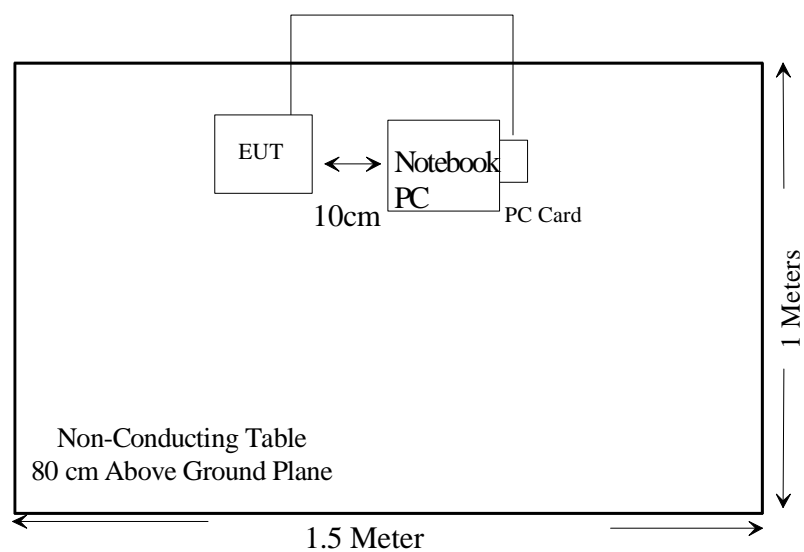 EUT
Notebook
PC
10cm
PC Card
1 Meters
Non-Conducting Table
80 cm Above Ground Plane
1.5 Meter